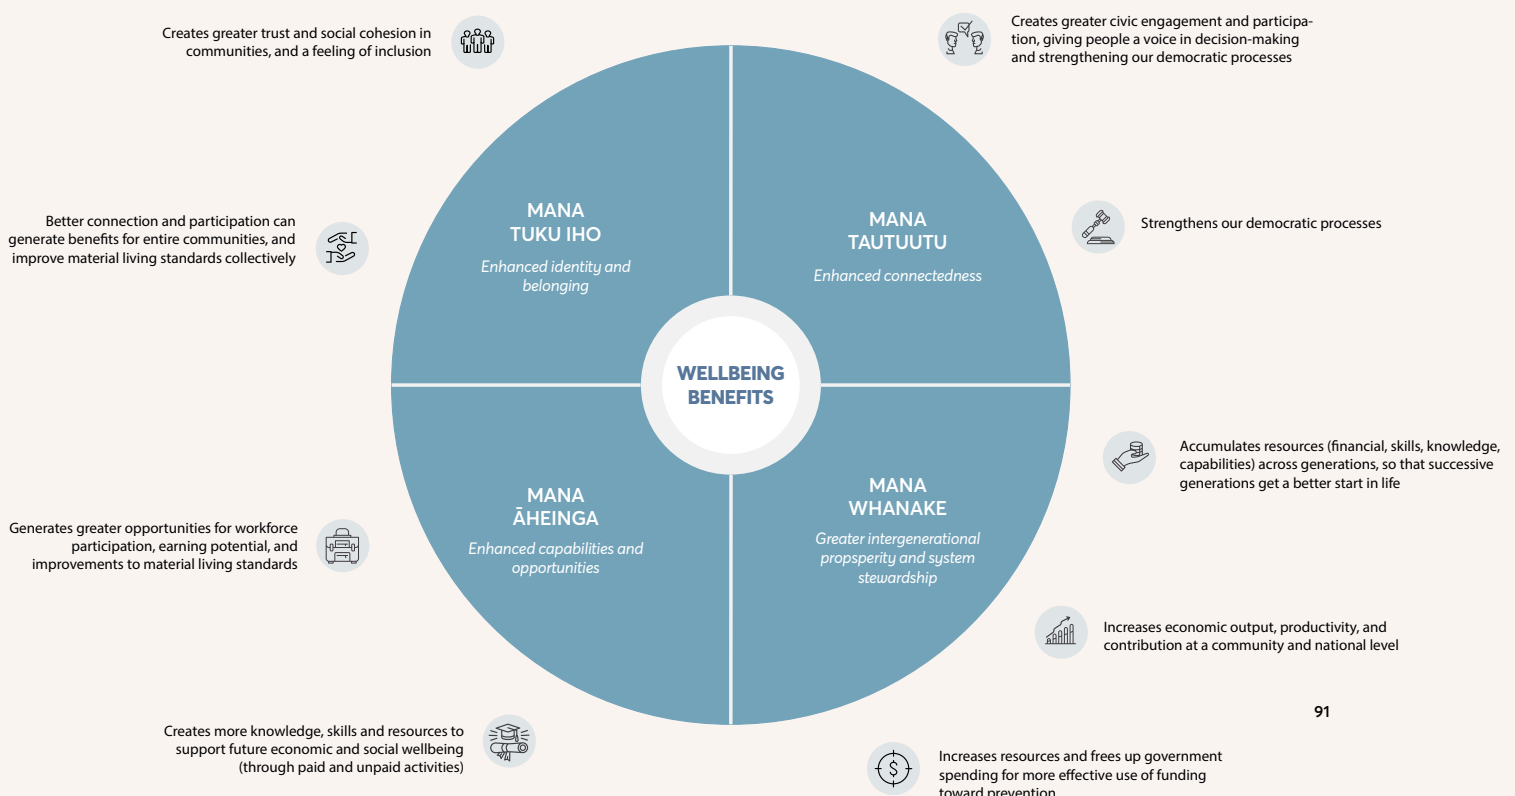 Creates greater trust and social cohesion in
communities, and a feeling of inclusion
Creates greater civic engagement and participa-
tion, giving people a voice in decision-making
and strengthening our democratic processes
Better connection and participation can
generate benefits for entire communities, and
improve material living standards collectively
MANA
TUKU IHO
Enhanced identity and
belonging
MANA
TAUTUUTU
Enhanced connectedness
Strengthens our democratic processes
WELLBEING
BENEFITS
Generates greater opportunities for workforce
participation, earning potential, and
improvements to material living standards
MANA
ĀHEINGA
Enhanced capabilities and
opportunities
MANA
WHANAKE
Greater intergenerational
propsperity and system
stewardship
Accumulates resources (financial, skills, knowledge,
capabilities) across generations, so that successive
generations get a better start in life
Increases economic output, productivity, and
contribution at a community and national level
91
Creates more knowledge, skills and resources to
support future economic and social wellbeing
(through paid and unpaid activities)
$
Increases resources and frees up government
spending for more effective use of funding
toward prevention